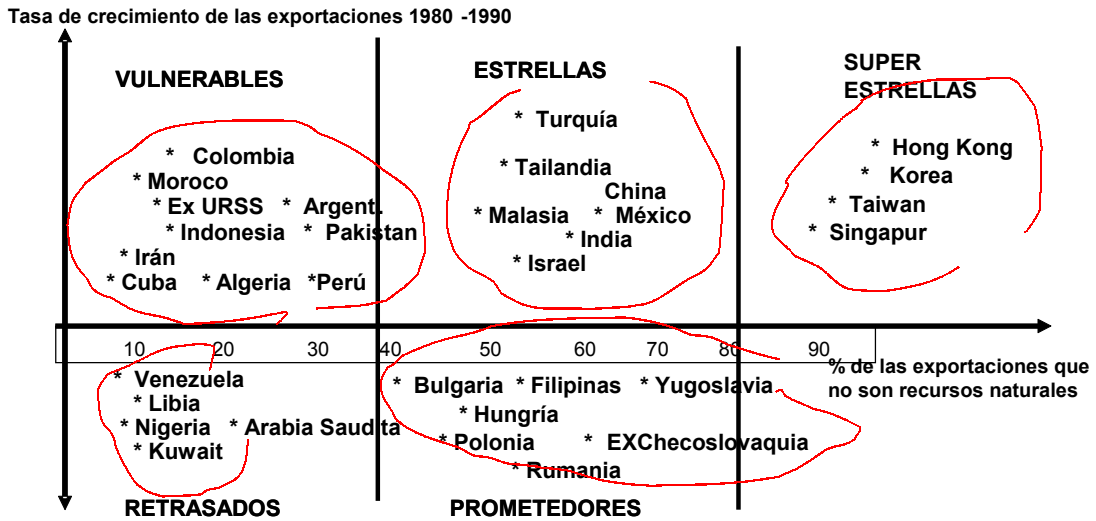 Tasa de crecimiento de las exportaciones 1980 -1990
VULNERABLES
ESTRELLAS
SUPER
ESTRELLAS
* Colombia
* Moroco
* Ex URSS * Argent.
* Indonesia * Pakistan
* Irán
* Cuba * Algeria *Perú
* Turquía
* Tailandia
China
* Malasia * México
* India
* Israel
* Hong Kong
* Korea
* Taiwan
* Singapur
10 20 30 40 50 60 70 80 90
% de las exportaciones que
no son recursos naturales
* Venezuela
* Libia
* Nigeria * Arabia Saudita
* Kuwait
* Bulgaria * Filipinas * Yugoslavia
* Hungría
* Polonia * EXChecoslovaquia
* Rumania
RETRASADOS
PROMETEDORES